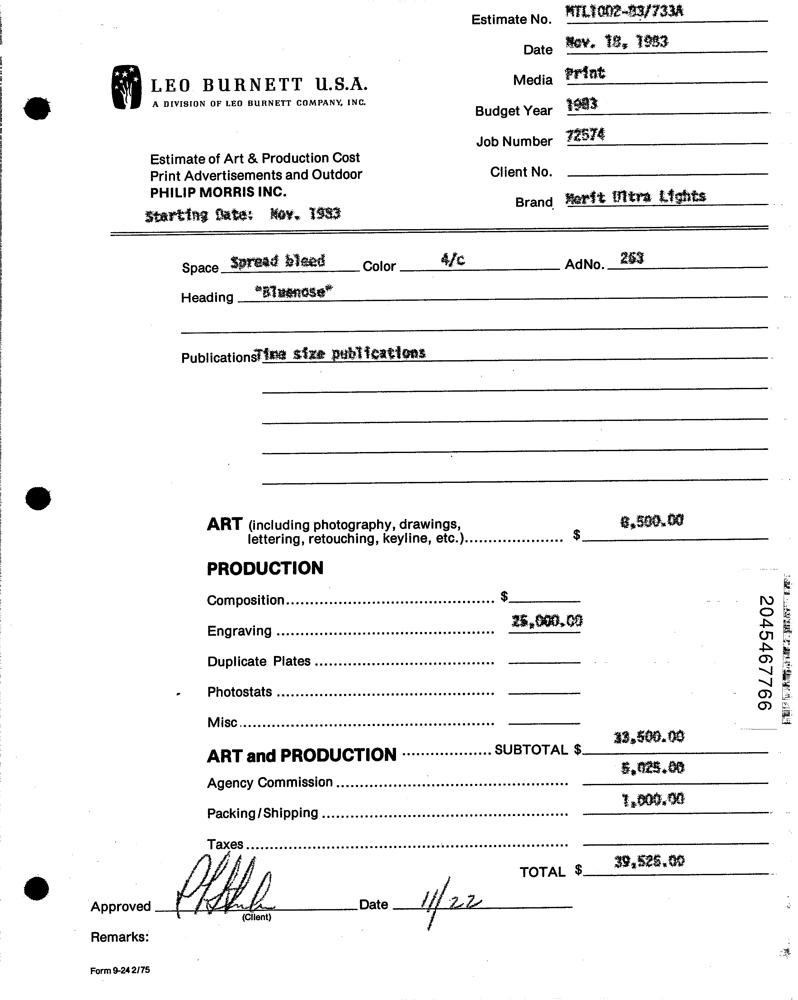 Estimate No. MTL1002-83/733A
Date Nov. 18, 1983
Media Print
Budget Year 1983
Job Number 72574
Client No.
Brand Merit Ultra Lights
LEO BURNETT U.S.A.
A DIVISION OF LEO BURNETT COMPANY, INC.
Estimate of Art & Production Cost
Print Advertisements and Outdoor
PHILIP MORRIS INC.
Starting Date: Nov. 1983
Space Spread bleed Color 4/c AdNo. 263
Heading "Bluenose"
Publications Time size publications
ART (including photography, drawings,
lettering, retouching, keyline, etc.)..................... $ 8,500.00
PRODUCTION
Composition............................................. $
Engraving ............................................... 25,000.00
Duplicate Plates .......................................
Photostats ...............................................
Misc.......................................................
ART and PRODUCTION ................... SUBTOTAL $ 33,500.00
Agency Commission .................................................. 5,025.00
Packing/Shipping ..................................................... 1,000.00
Taxes......................................................................
TOTAL $ 39,525.00
Approved Date 11/22
(Client)
Remarks:
Form 9-24 2/75
2045467766